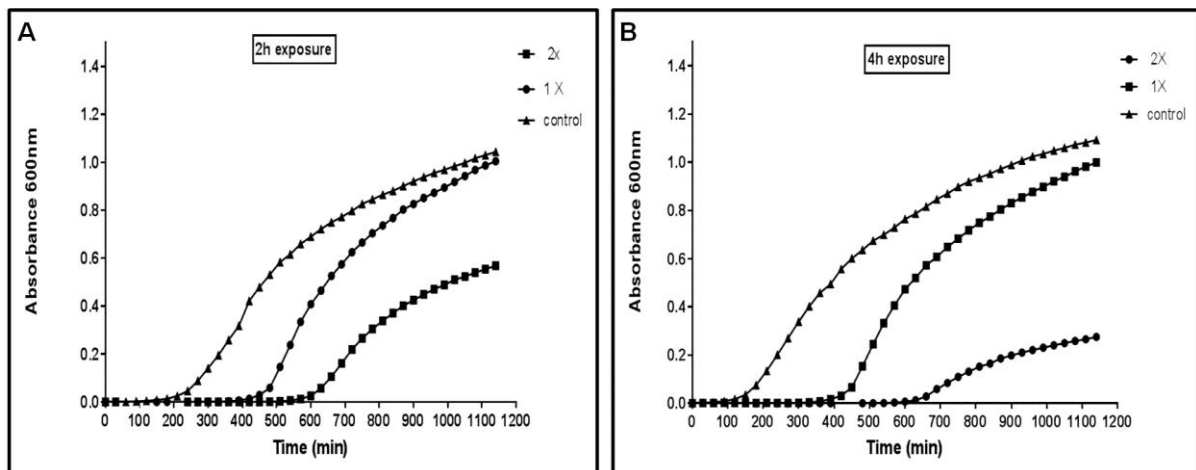 A
2h exposure
2x
1 X
control
Absorbance 600nm
1.4
1.2
1.0
0.8
0.6
0.4
0.2
0.0
0 100 200 300 400 500 600 700 800 900 1000 1100 1200
Time (min)
B
4h exposure
2X
1X
control
Absorbance 600nm
1.4
1.2
1.0
0.8
0.6
0.4
0.2
0.0
0 100 200 300 400 500 600 700 800 900 1000 1100 1200
Time (min)